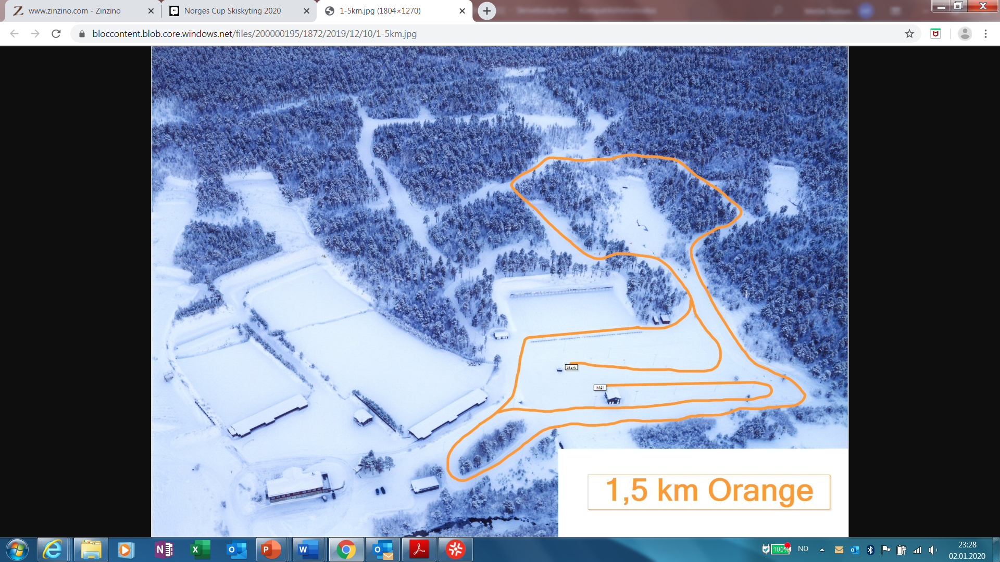 www.zinzino.com - Zinzino
Norges Cup Skiskyting 2020
1-5km.jpg (1804×1270)
bloccontent.blob.core.windows.net/files/200000195/1872/2019/12/10/1-5km.jpg
Start
Mål
1,5 km Orange
100%
NO
23:28
02.01.2020